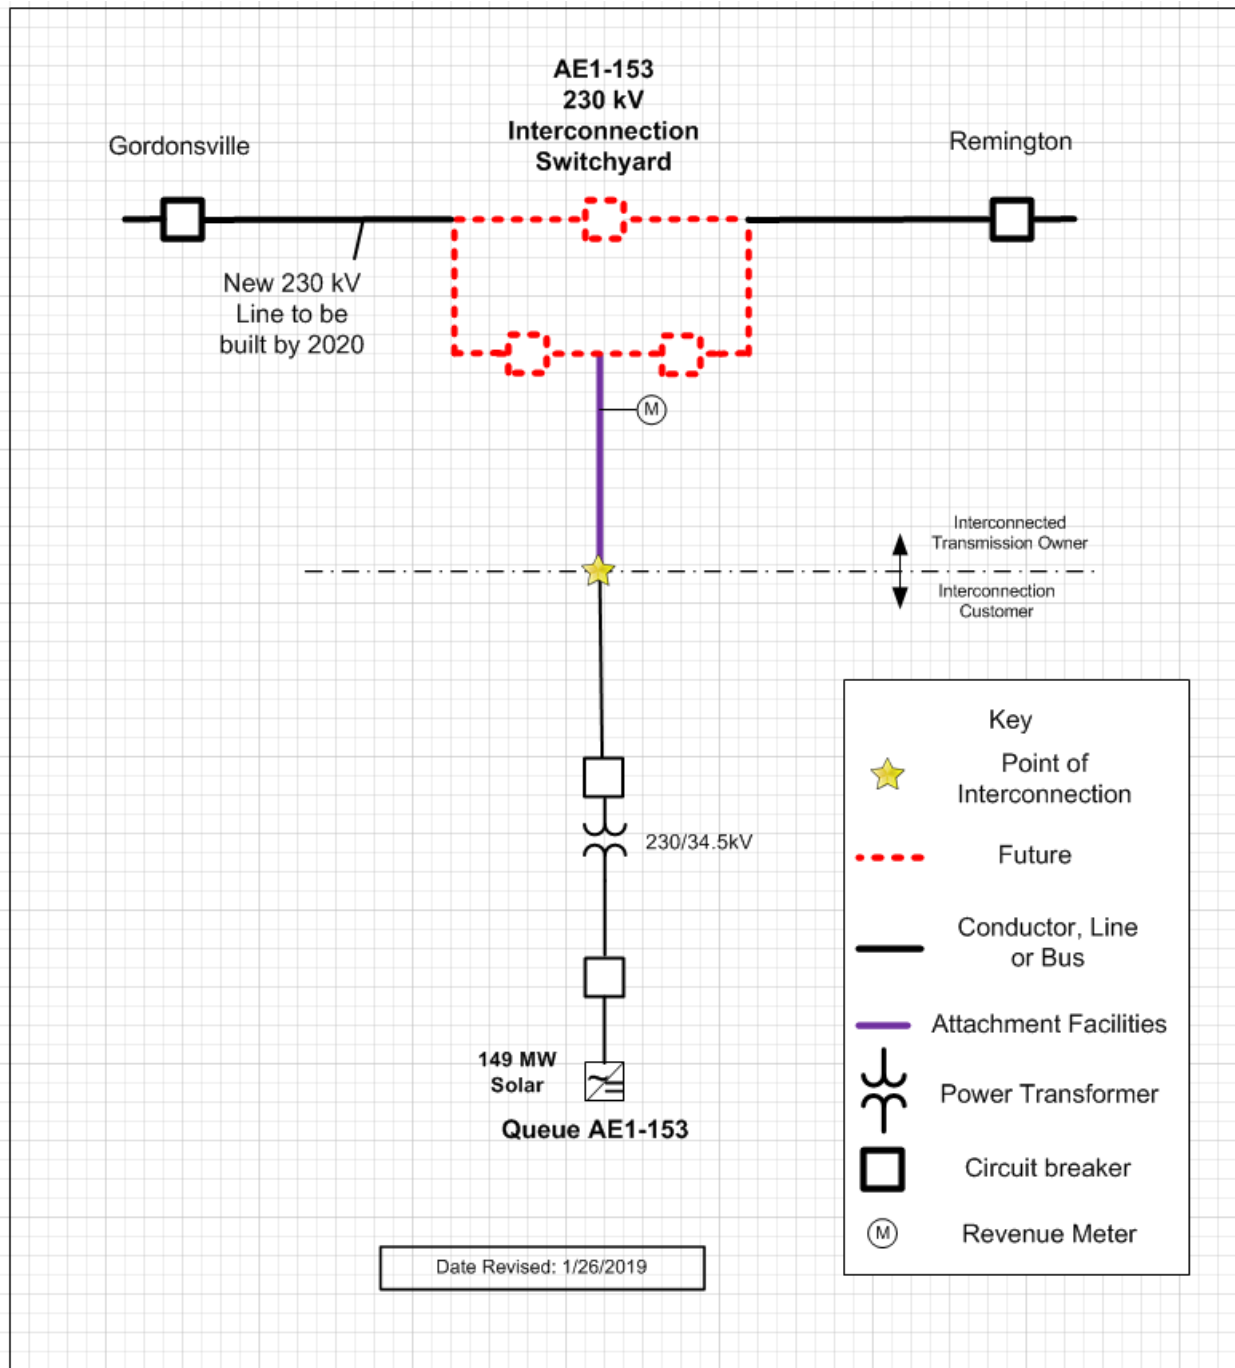 AE1-153
230 kV
Interconnection
Switchyard
Gordonsville
Remington
New 230 kV
Line to be
built by 2020
M
Interconnected
Transmission Owner
Interconnection
Customer
230/34.5kV
149 MW
Solar
Queue AE1-153
Key
Point of
Interconnection
Future
Conductor, Line
or Bus
Attachment Facilities
Power Transformer
Circuit breaker
M
Revenue Meter
Date Revised: 1/26/2019